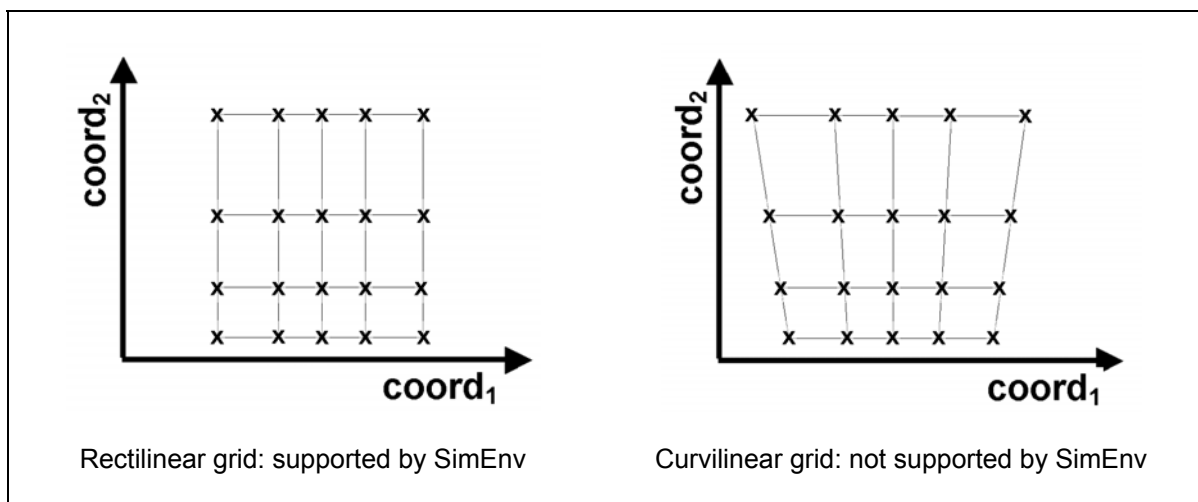 coord₂
x x x x x
x x x x x
x x x x x
x x x x x
coord₁
Rectilinear grid: supported by SimEnv
coord₂
x x x x x
x x x x x
x x x x x
x x x x x
coord₁
Curvilinear grid: not supported by SimEnv